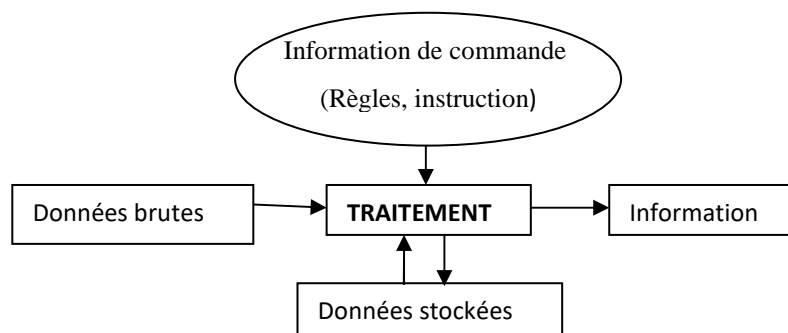 Information de commande
(Règles, instruction)
Données brutes
TRAITEMENT
Information
Données stockées